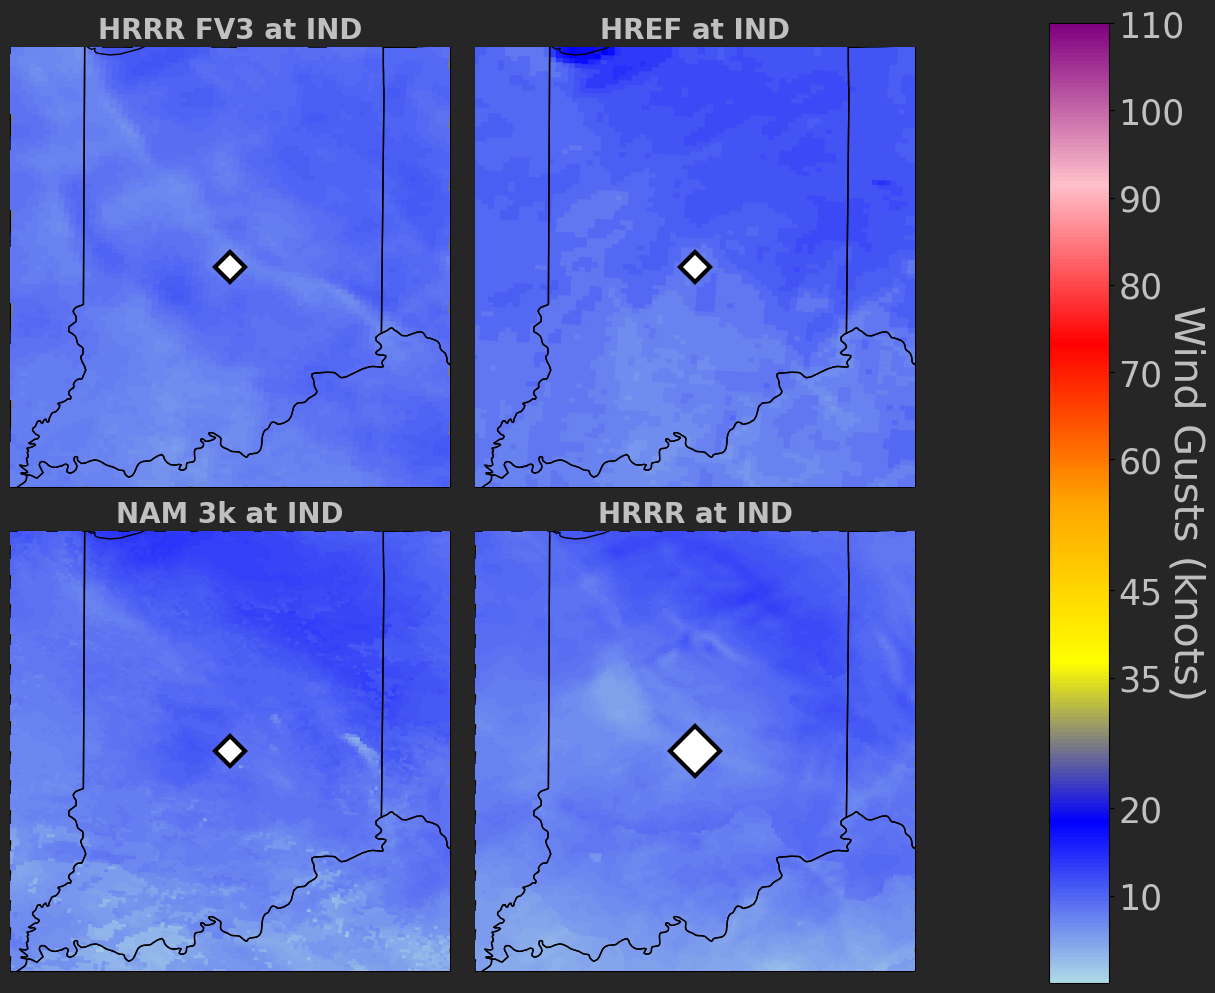 HRRR FV3 at IND
HREF at IND
NAM 3k at IND
HRRR at IND
110
100
90
80
70
60
45
35
20
10
Wind Gusts (knots)